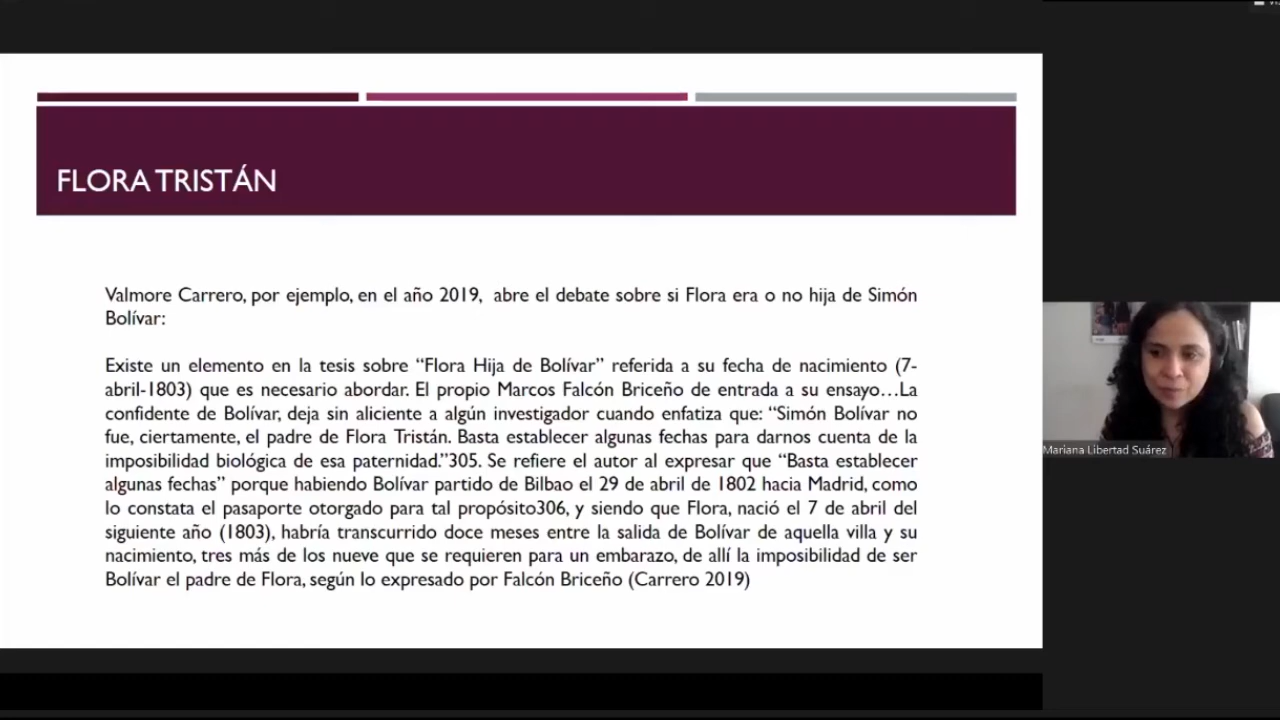 FLORA TRISTÁN
Valmore Carrero, por ejemplo, en el año 2019, abre el debate sobre si Flora era o no hija de Simón
Bolívar:
Existe un elemento en la tesis sobre “Flora Hija de Bolívar” referida a su fecha de nacimiento (7-
abril-1803) que es necesario abordar. El propio Marcos Falcón Briceño de entrada a su ensayo…La
confidente de Bolívar, deja sin aliciente a algún investigador cuando enfatiza que: “Simón Bolívar no
fue, ciertamente, el padre de Flora Tristán. Basta establecer algunas fechas para darnos cuenta de la
imposibilidad biológica de esa paternidad.”305. Se refiere el autor al expresar que “Basta establecer
algunas fechas” porque habiendo Bolívar partido de Bilbao el 29 de abril de 1802 hacia Madrid, como
lo constata el pasaporte otorgado para tal propósito306, y siendo que Flora, nació el 7 de abril del
siguiente año (1803), habría transcurrido doce meses entre la salida de Bolívar de aquella villa y su
nacimiento, tres más de los nueve que se requieren para un embarazo, de allí la imposibilidad de ser
Bolívar el padre de Flora, según lo expresado por Falcón Briceño (Carrero 2019)
Mariana Libertad Suárez